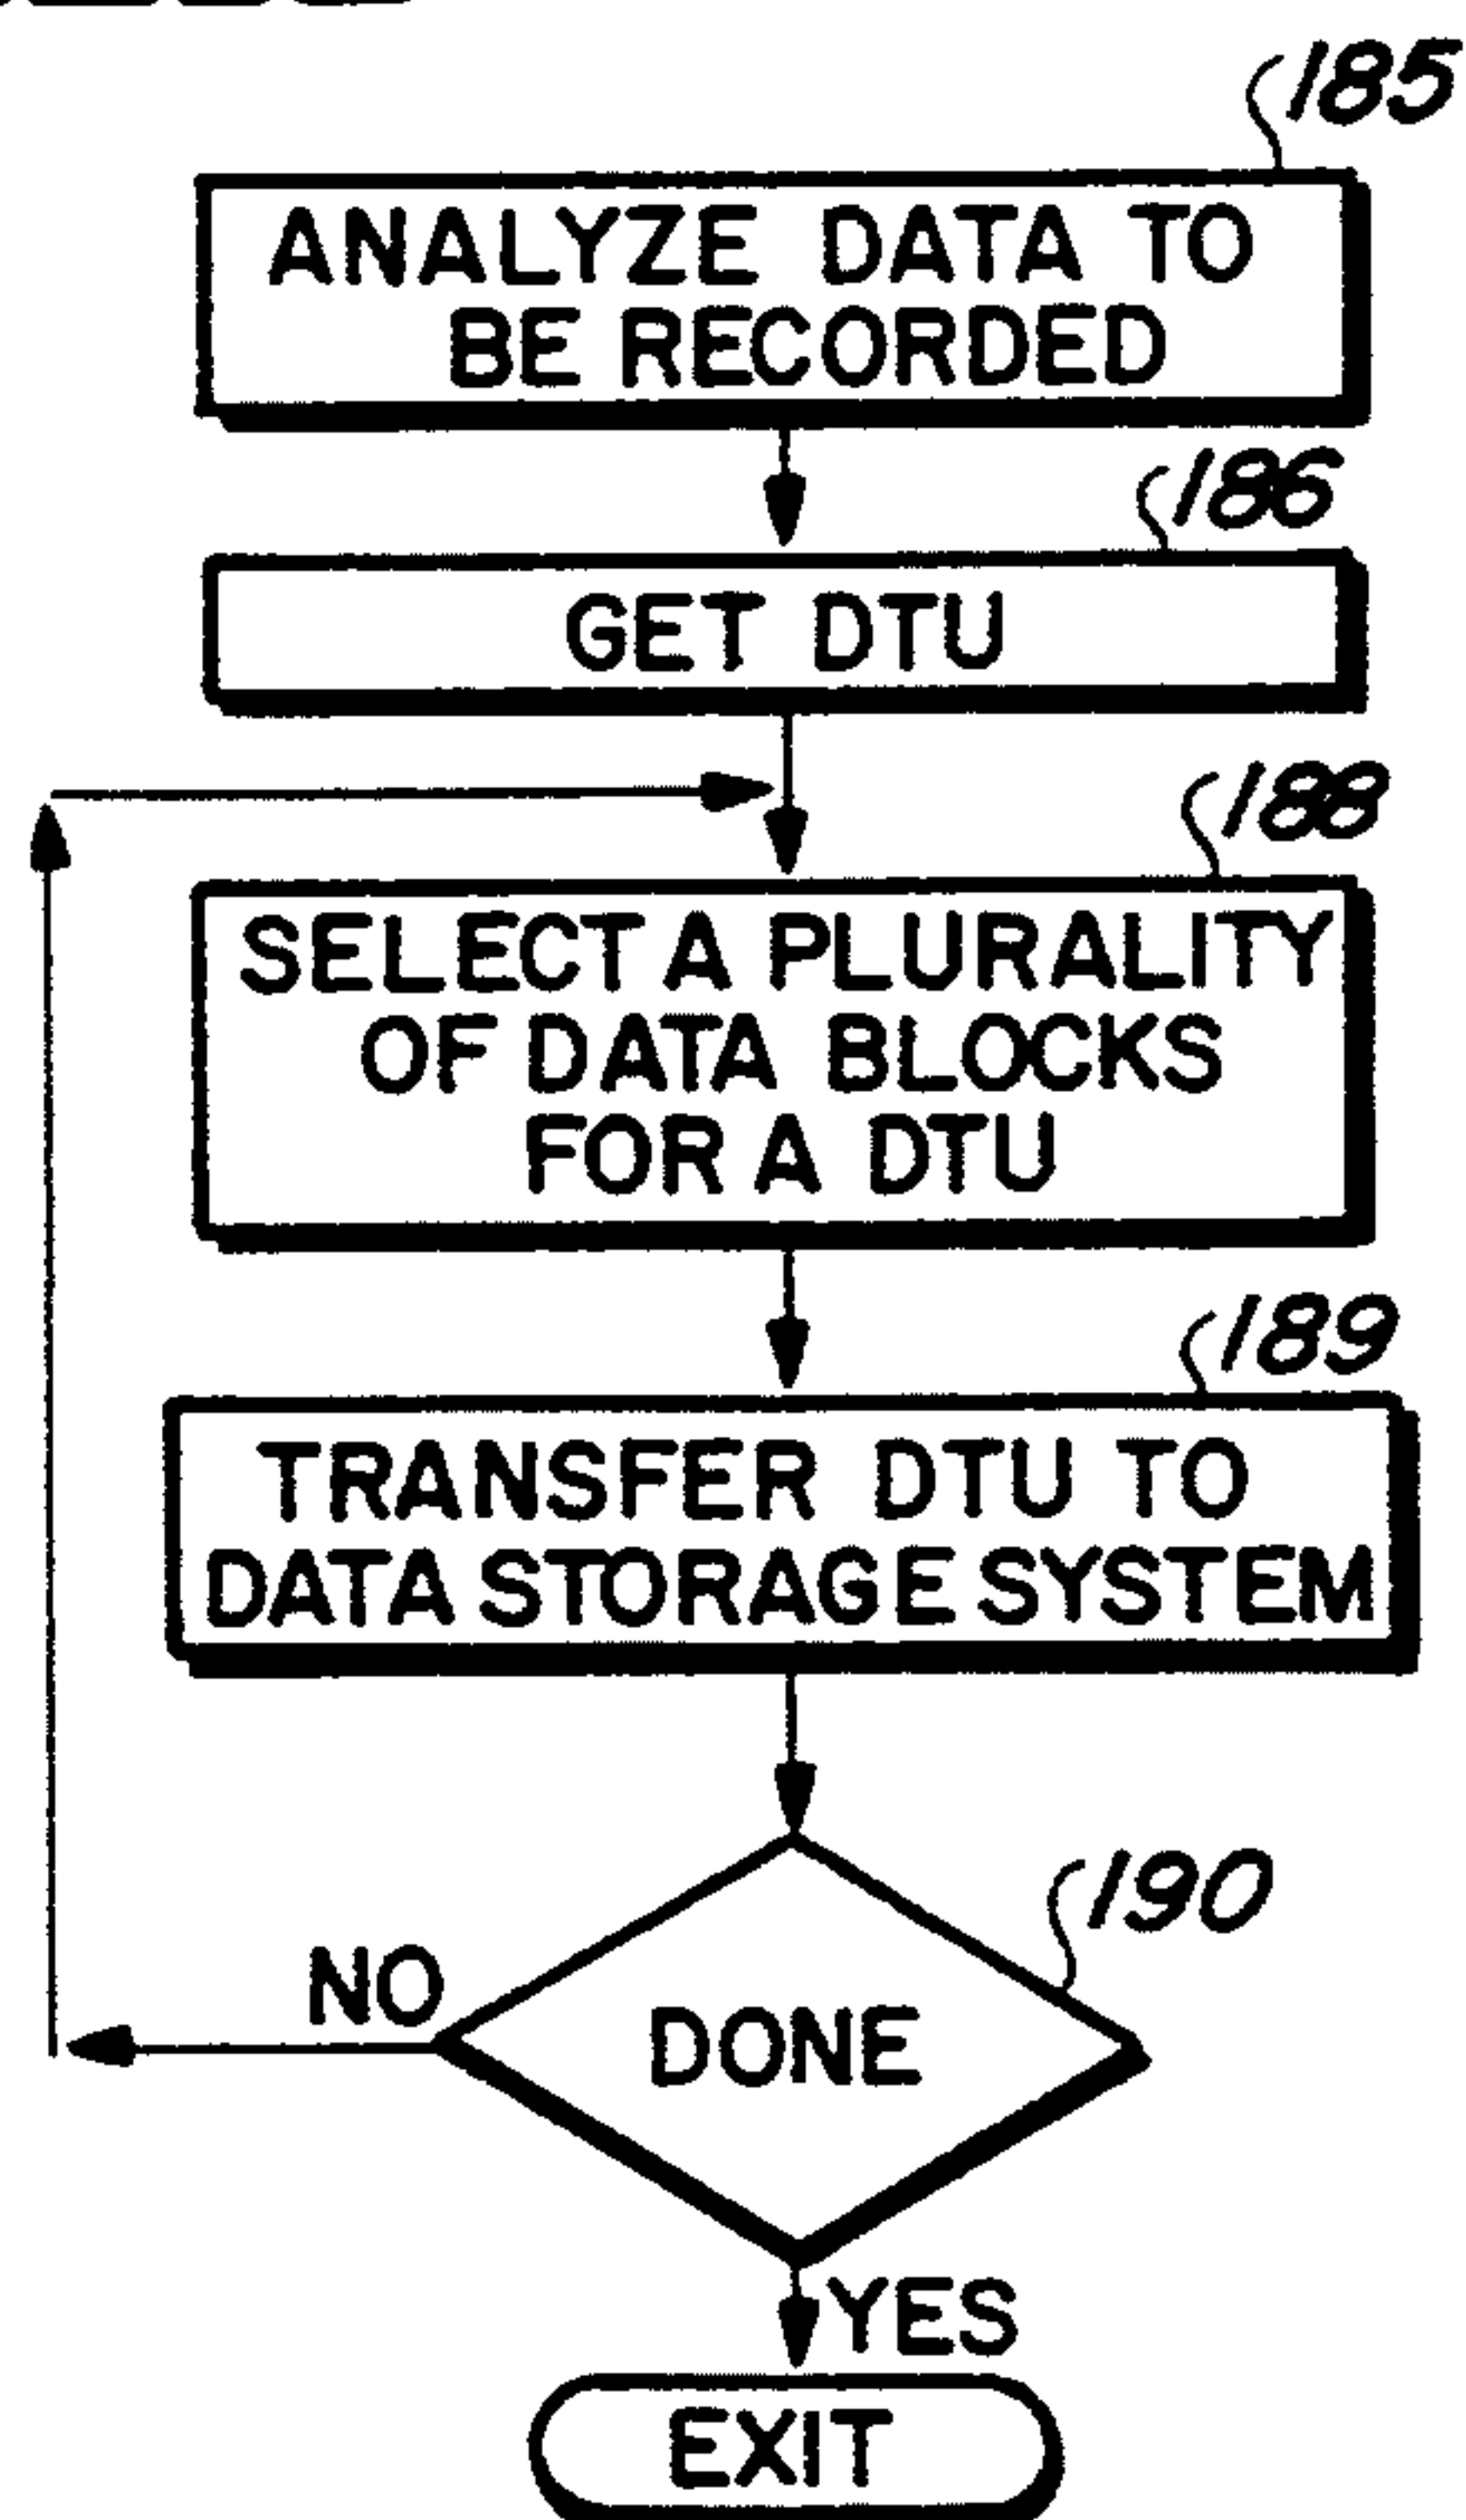 185
ANALYZE DATA TO
BE RECORDED
186
GET DTU
188
SELECT A PLURALITY
OF DATA BLOCKS
FOR A DTU
189
TRANSFER DTU TO
DATA STORAGE SYSTEM
190
NO
DONE
YES
EXIT